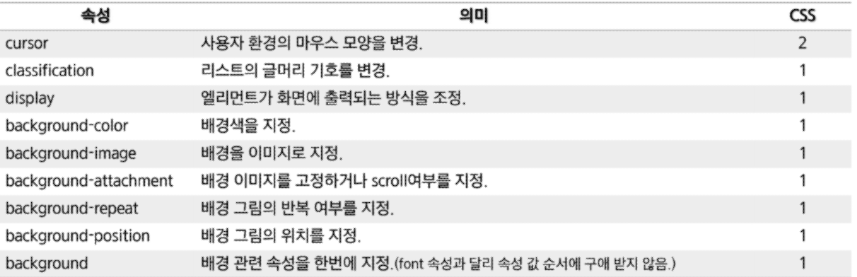 속성 의미 CSS
cursor 사용자 환경의 마우스 모양을 변경. 2
classification 리스트의 글머리 기호를 변경. 1
display 엘리먼트가 화면에 출력되는 방식을 조정. 1
background-color 배경색을 지정. 1
background-image 배경을 이미지로 지정. 1
background-attachment 배경 이미지를 고정하거나 scroll여부를 지정. 1
background-repeat 배경 그림의 반복 여부를 지정. 1
background-position 배경 그림의 위치를 지정. 1
background 배경 관련 속성을 한번에 지정.(font 속성과 달리 속성 값 순서에 구애 받지 않음.) 1